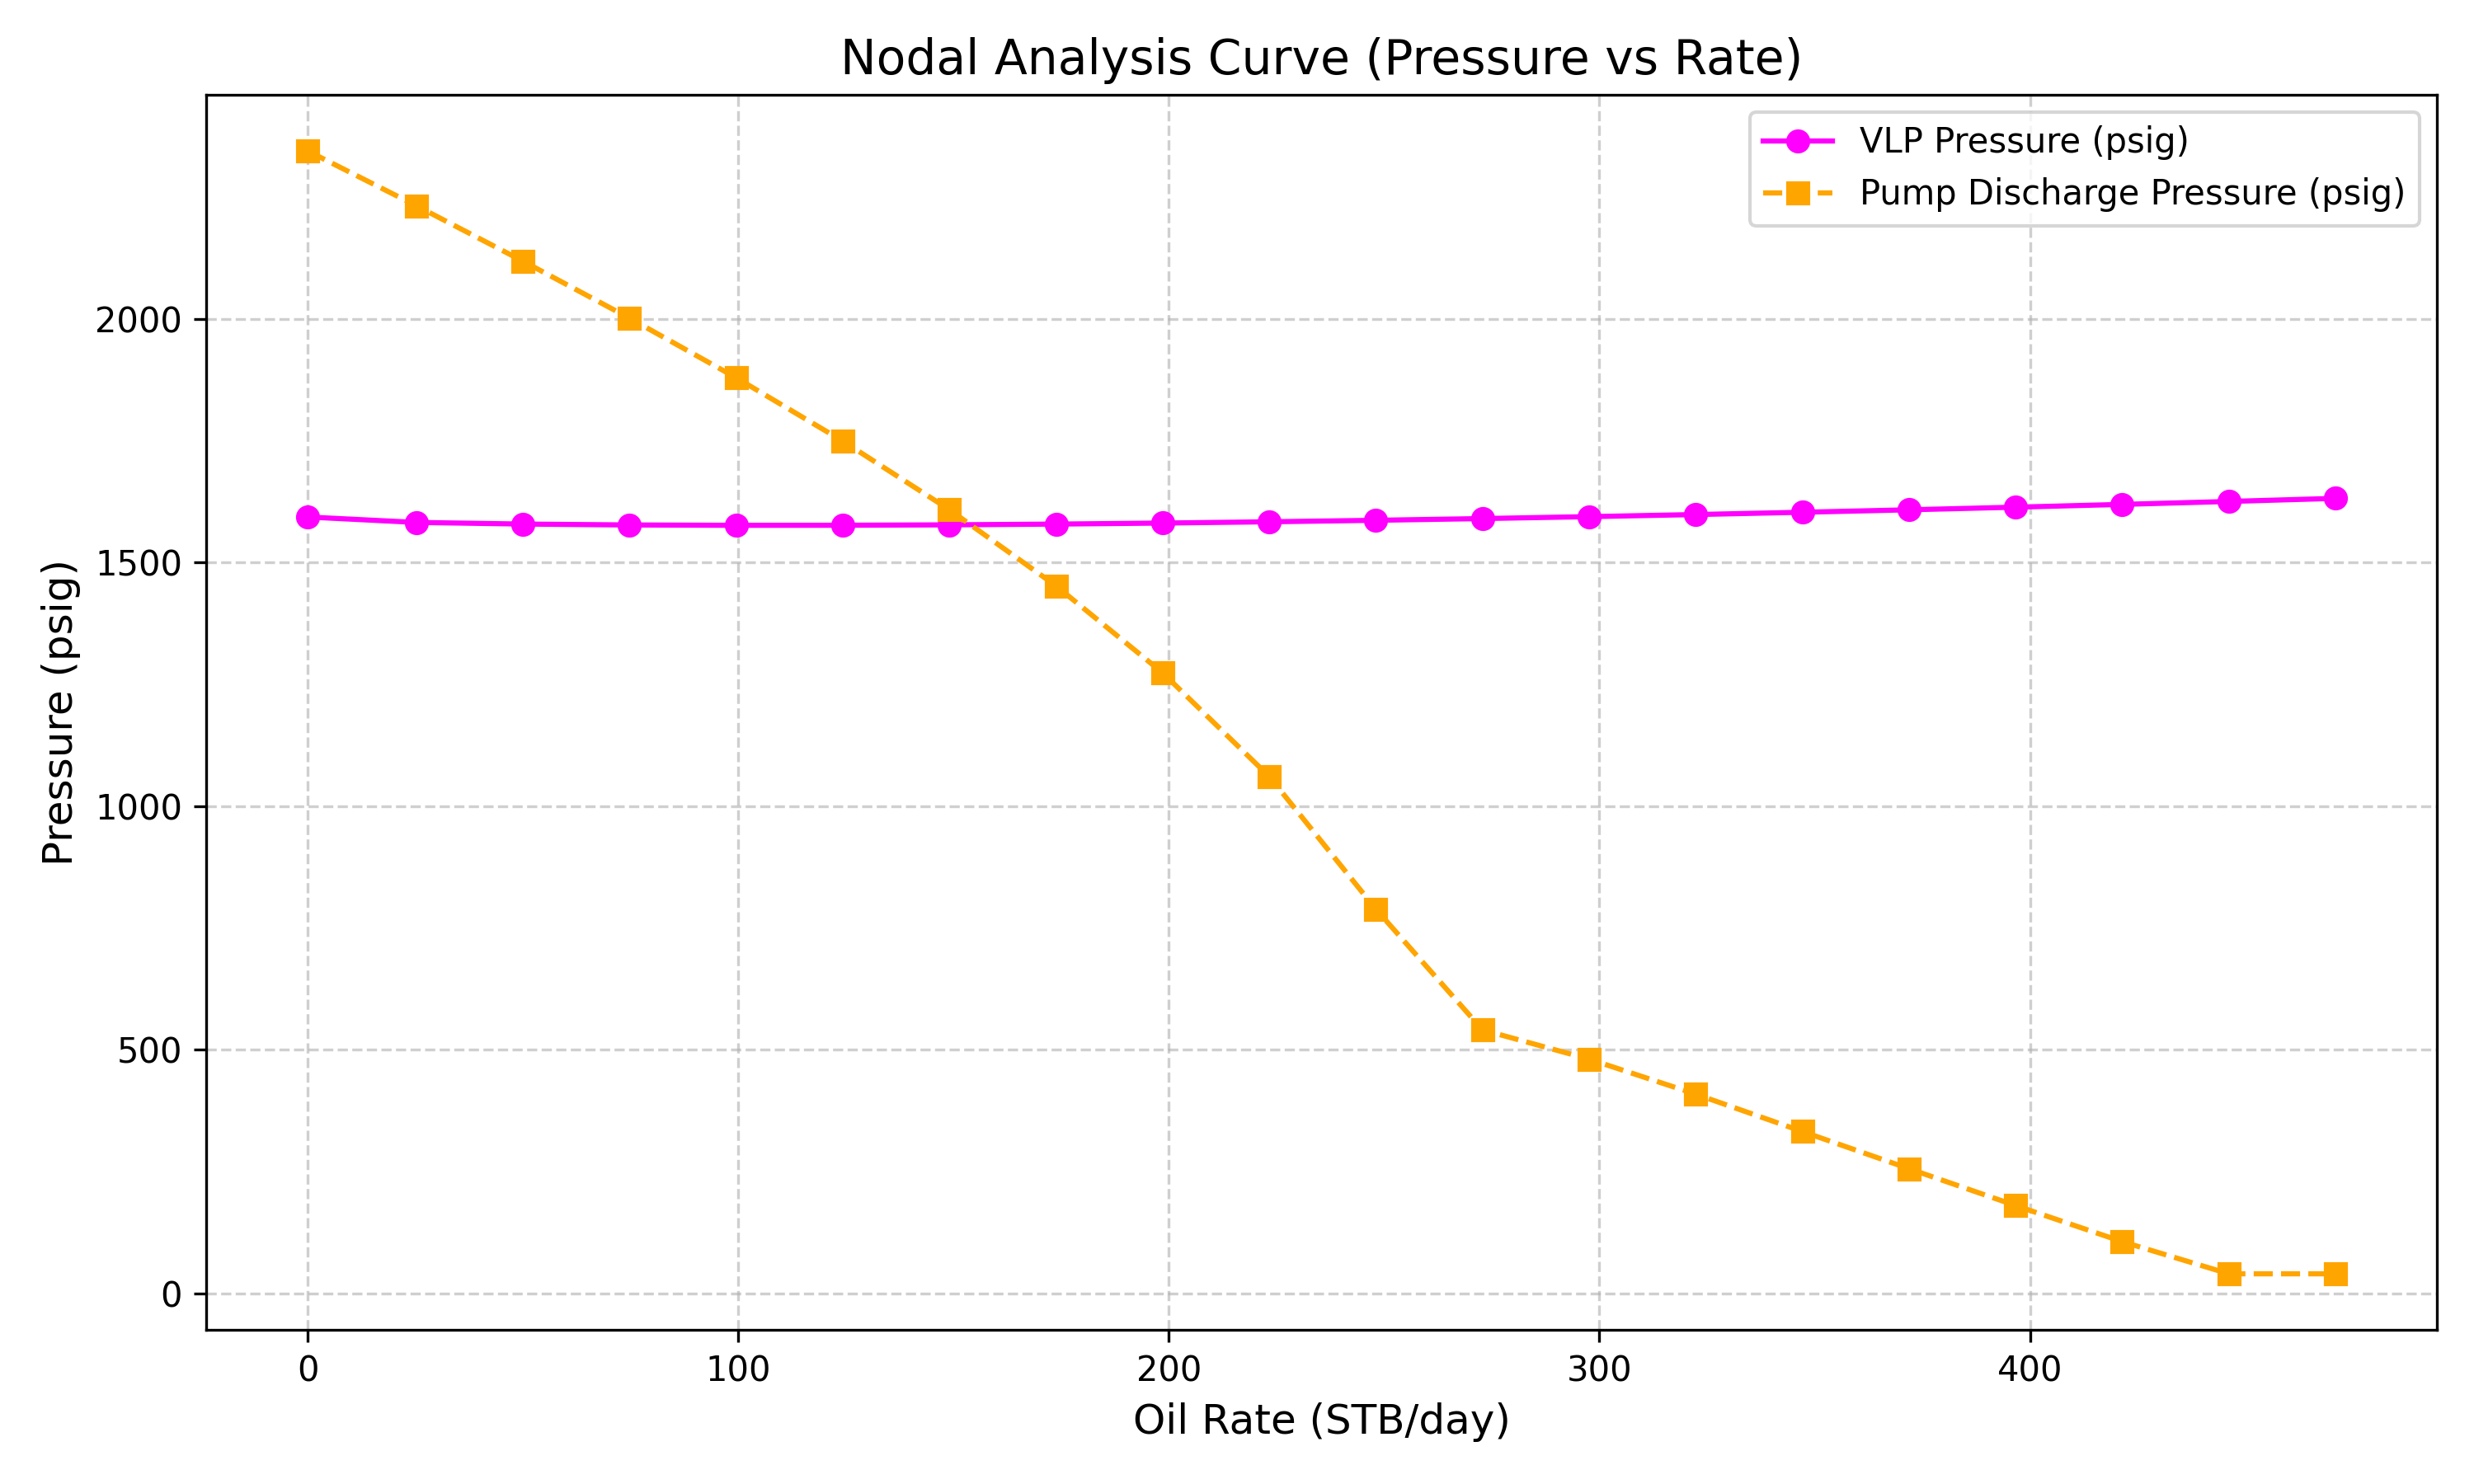 Nodal Analysis Curve (Pressure vs Rate)
VLP Pressure (psig)
Pump Discharge Pressure (psig)
Pressure (psig)
2000
1500
1000
500
0
0 100 200 300 400
Oil Rate (STB/day)